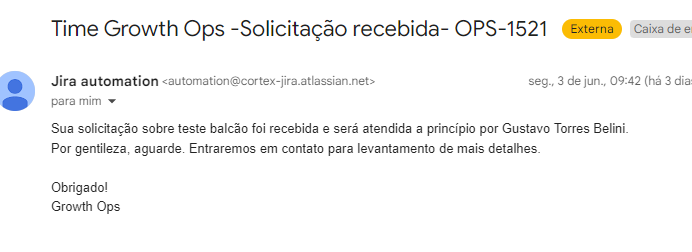 Time Growth Ops -Solicitação recebida- OPS-1521 Externa Caixa de
Jira automation <automation@cortex-jira.atlassian.net> seg., 3 de jun., 09:42 (há 3 dias
para mim
Sua solicitação sobre teste balcão foi recebida e será atendida a princípio por Gustavo Torres Belini.
Por gentileza, aguarde. Entraremos em contato para levantamento de mais detalhes.
Obrigado!
Growth Ops